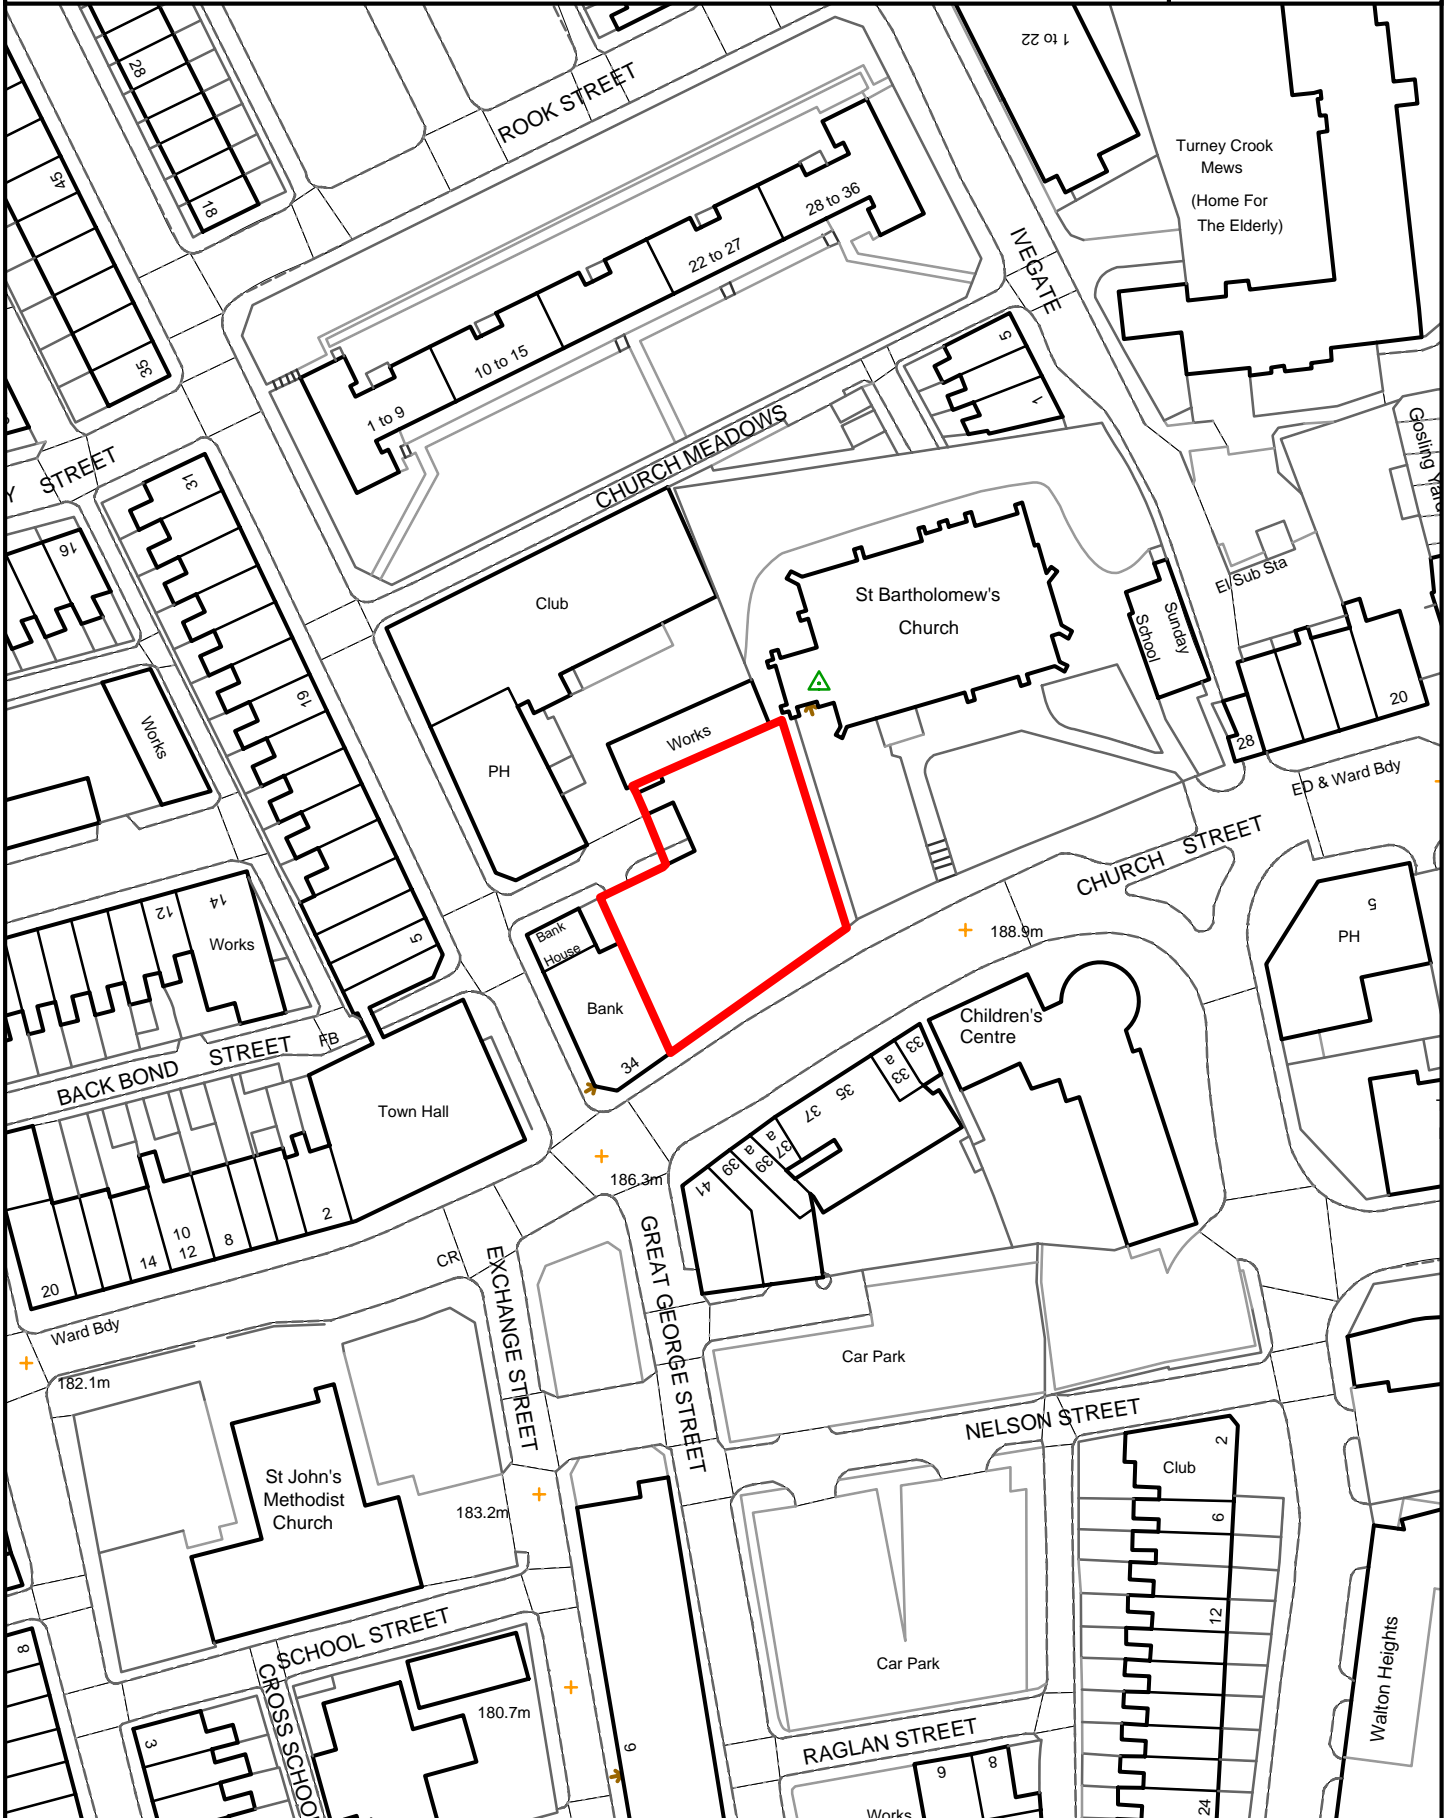 28
ROOK STREET
1 to 22
Turney Crook
Mews
(Home For
The Elderly)
45
18
28 to 36
22 to 27
IVEGATE
35
10 to 15
5
1 to 9
1
CHURCH MEADOWS
Gosling Yard
Y STREET
31
16
El Sub Sta
Club
St Bartholomew's
Church
Sunday
School
19
Works
Works
PH
20
28
ED & Ward Bdy
CHURCH STREET
12
14
Works
5
Bank
House
188.9m
5
PH
Bank
34
Children's
Centre
FB
BACK BOND STREET
Town Hall
33
33 a
35
37
37 a
39 a
39
41
186.3m
2
8
10
12
14
20
CR
Ward Bdy
EXCHANGE STREET
GREAT GEORGE STREET
182.1m
Car Park
NELSON STREET
2
Club
St John's
Methodist
Church
183.2m
6
12
SCHOOL STREET
8
CROSS SCHOOL
Car Park
Walton Heights
180.7m
3
9
RAGLAN STREET
9
8
Works
24